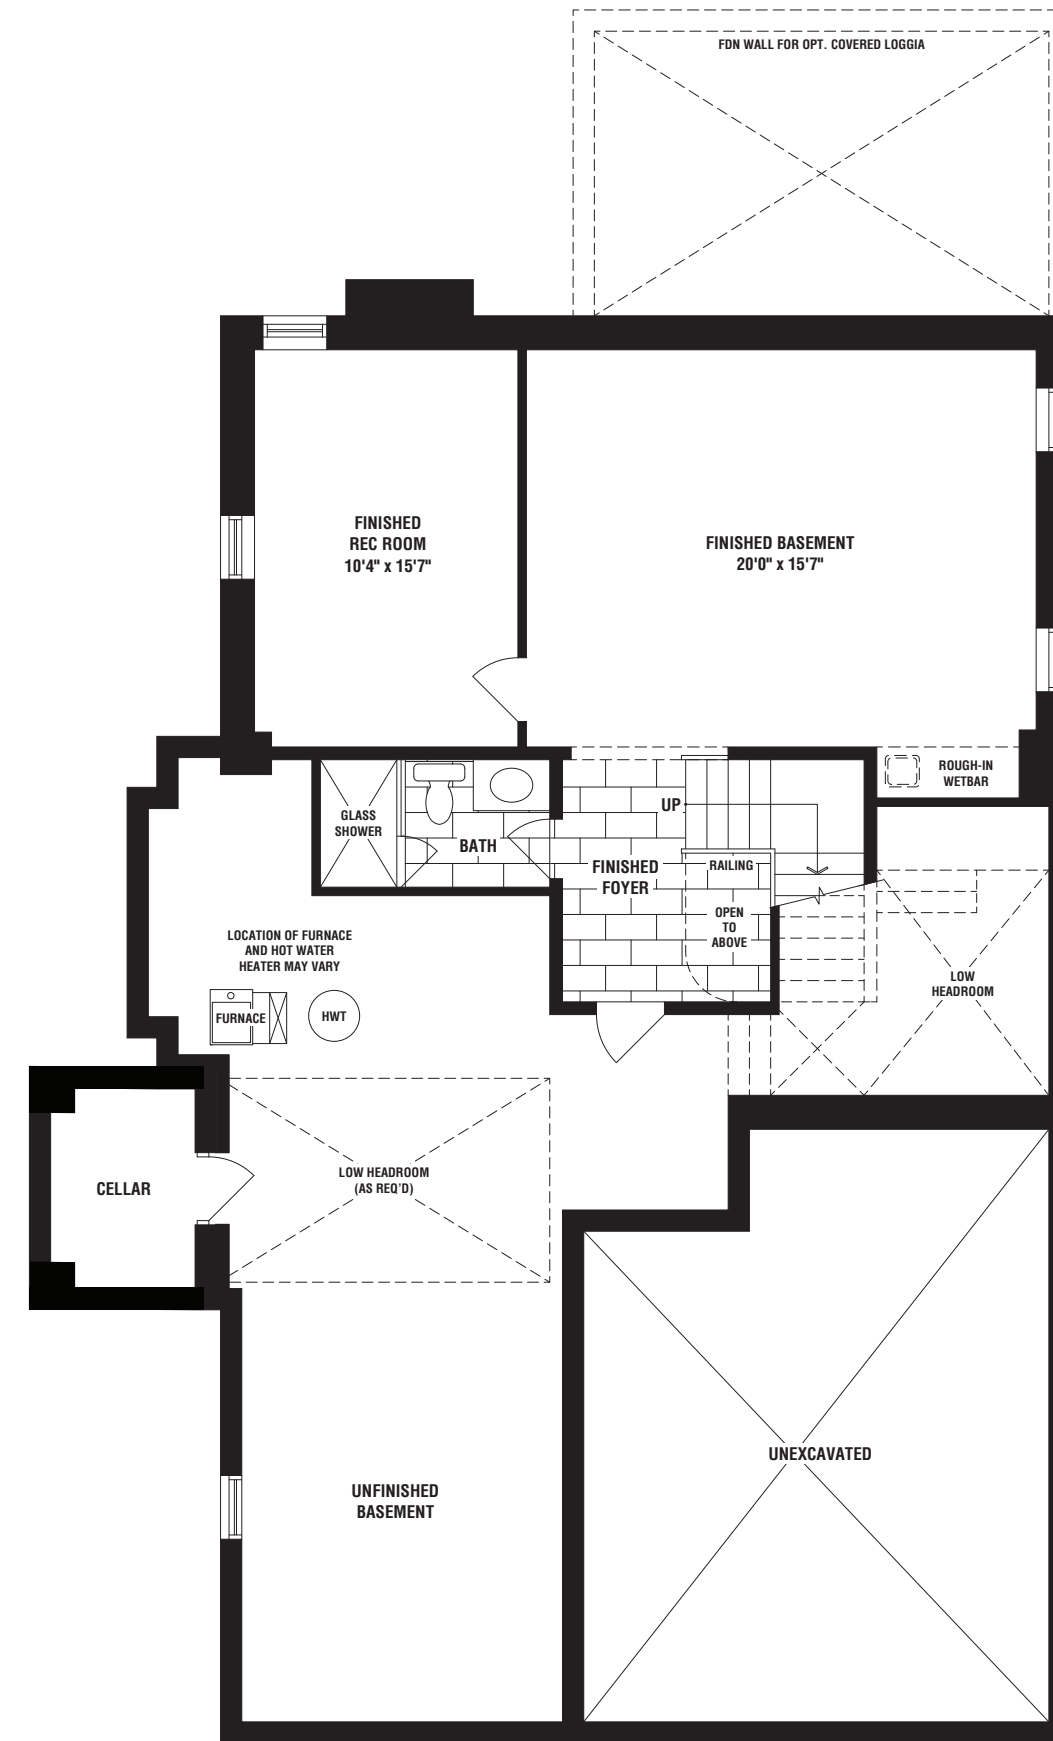 FDN WALL FOR OPT. COVERED LOGGIA
FINISHED
REC ROOM
10'4" x 15'7"
FINISHED BASEMENT
20'0" x 15'7"
ROUGH-IN
WETBAR
GLASS
SHOWER
BATH
UP
FINISHED
FOYER
RAILING
OPEN
TO
ABOVE
LOCATION OF FURNACE
AND HOT WATER
HEATER MAY VARY
FURNACE
HWT
LOW
HEADROOM
CELLAR
LOW HEADROOM
(AS REQ'D)
UNFINISHED
BASEMENT
UNEXCAVATED